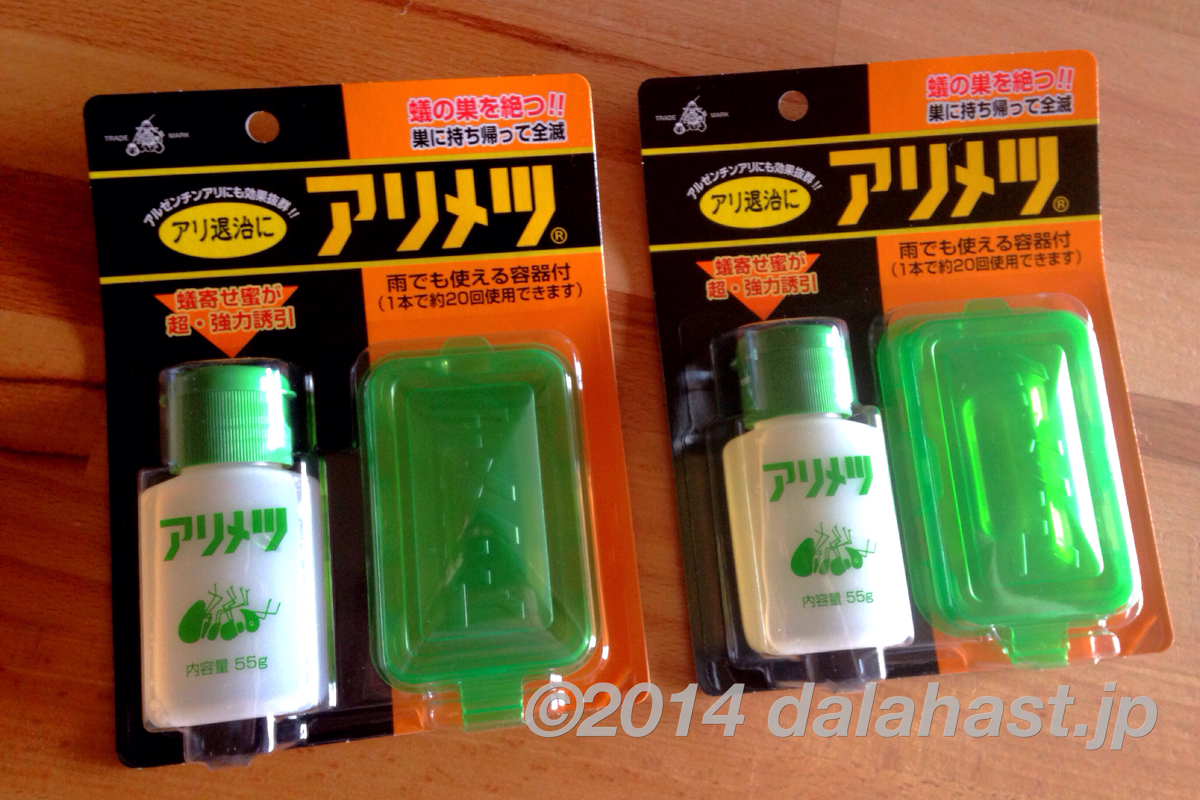 TRADE MARK
蟻の巣を絶つ!!
巣に持ち帰って全滅
アルゼンチンアリにも効果抜群!!
アリ退治に
アリメツ®
雨でも使える容器付
(1本で約20回使用できます)
蟻寄せ蜜が
超・強力誘引
アリメツ
内容量 55g
TRADE MARK
蟻の巣を絶つ!!
巣に持ち帰って全滅
アルゼンチンアリにも効果抜群!!
アリ退治に
アリメツ®
雨でも使える容器付
(1本で約20回使用できます)
蟻寄せ蜜が
超・強力誘引
アリメツ
内容量 55g
©2014 dalahast.jp